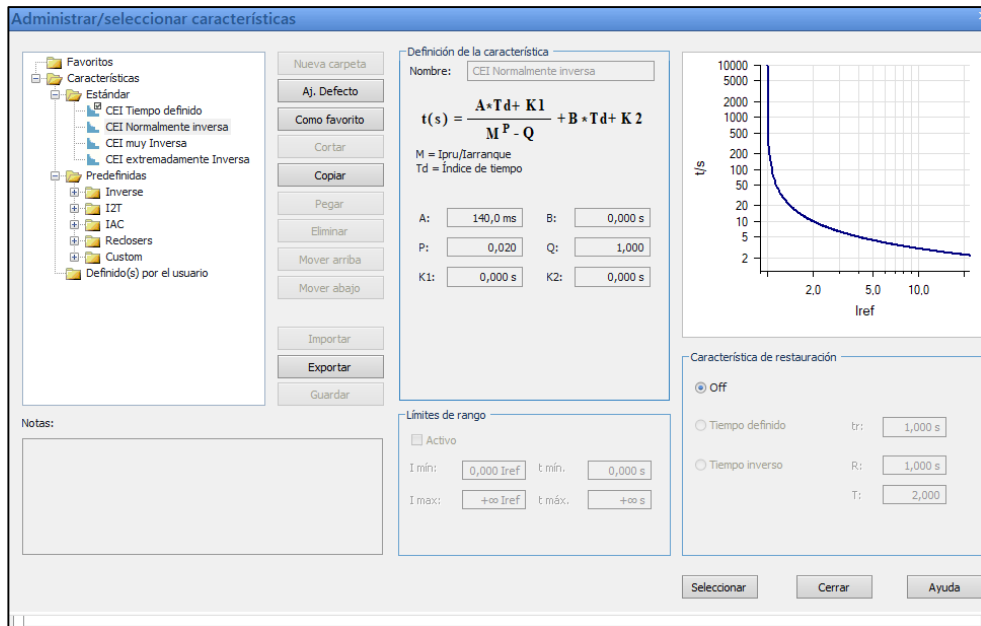 Administrar/seleccionar características
Favoritos
Características
Estándar
CEI Tiempo definido
CEI Normalmente inversa
CEI muy Inversa
CEI extremadamente Inversa
Predefinidas
Inverse
I2T
IAC
Reclosers
Custom
Definido(s) por el usuario
Nueva carpeta
Aj. Defecto
Como favorito
Cortar
Copiar
Pegar
Eliminar
Mover arriba
Mover abajo
Importar
Exportar
Guardar
Notas:
Definición de la característica
Nombre: CEI Normalmente inversa
t(s) = (A*Td+ K1) / (M^P - Q) + B *Td+ K 2
M = Ipru/Iarranque
Td = Índice de tiempo
A: 140,0 ms B: 0,000 s
P: 0,020 Q: 1,000
K1: 0,000 s K2: 0,000 s
Límites de rango
Activo
I mín: 0,000 Iref t mín. 0,000 s
I max: +∞ Iref t máx. +∞ s
t/s
10000
5000
2000
1000
500
200
100
50
20
10
5
2
2,0 5,0 10,0
Iref
Característica de restauración
Off
Tiempo definido tr: 1,000 s
Tiempo inverso R: 1,000 s
T: 2,000
Seleccionar Cerrar Ayuda